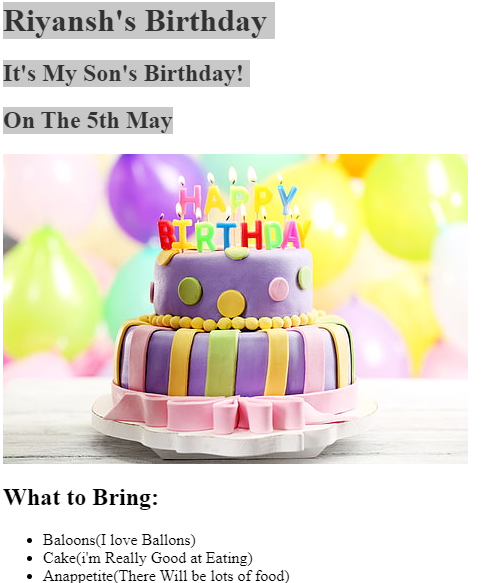 Riyansh's Birthday
It's My Son's Birthday!
On The 5th May
HAPPY
BIRTHDAY
What to Bring:
Baloons(I love Ballons)
Cake(i'm Really Good at Eating)
Anappetite(There Will be lots of food)